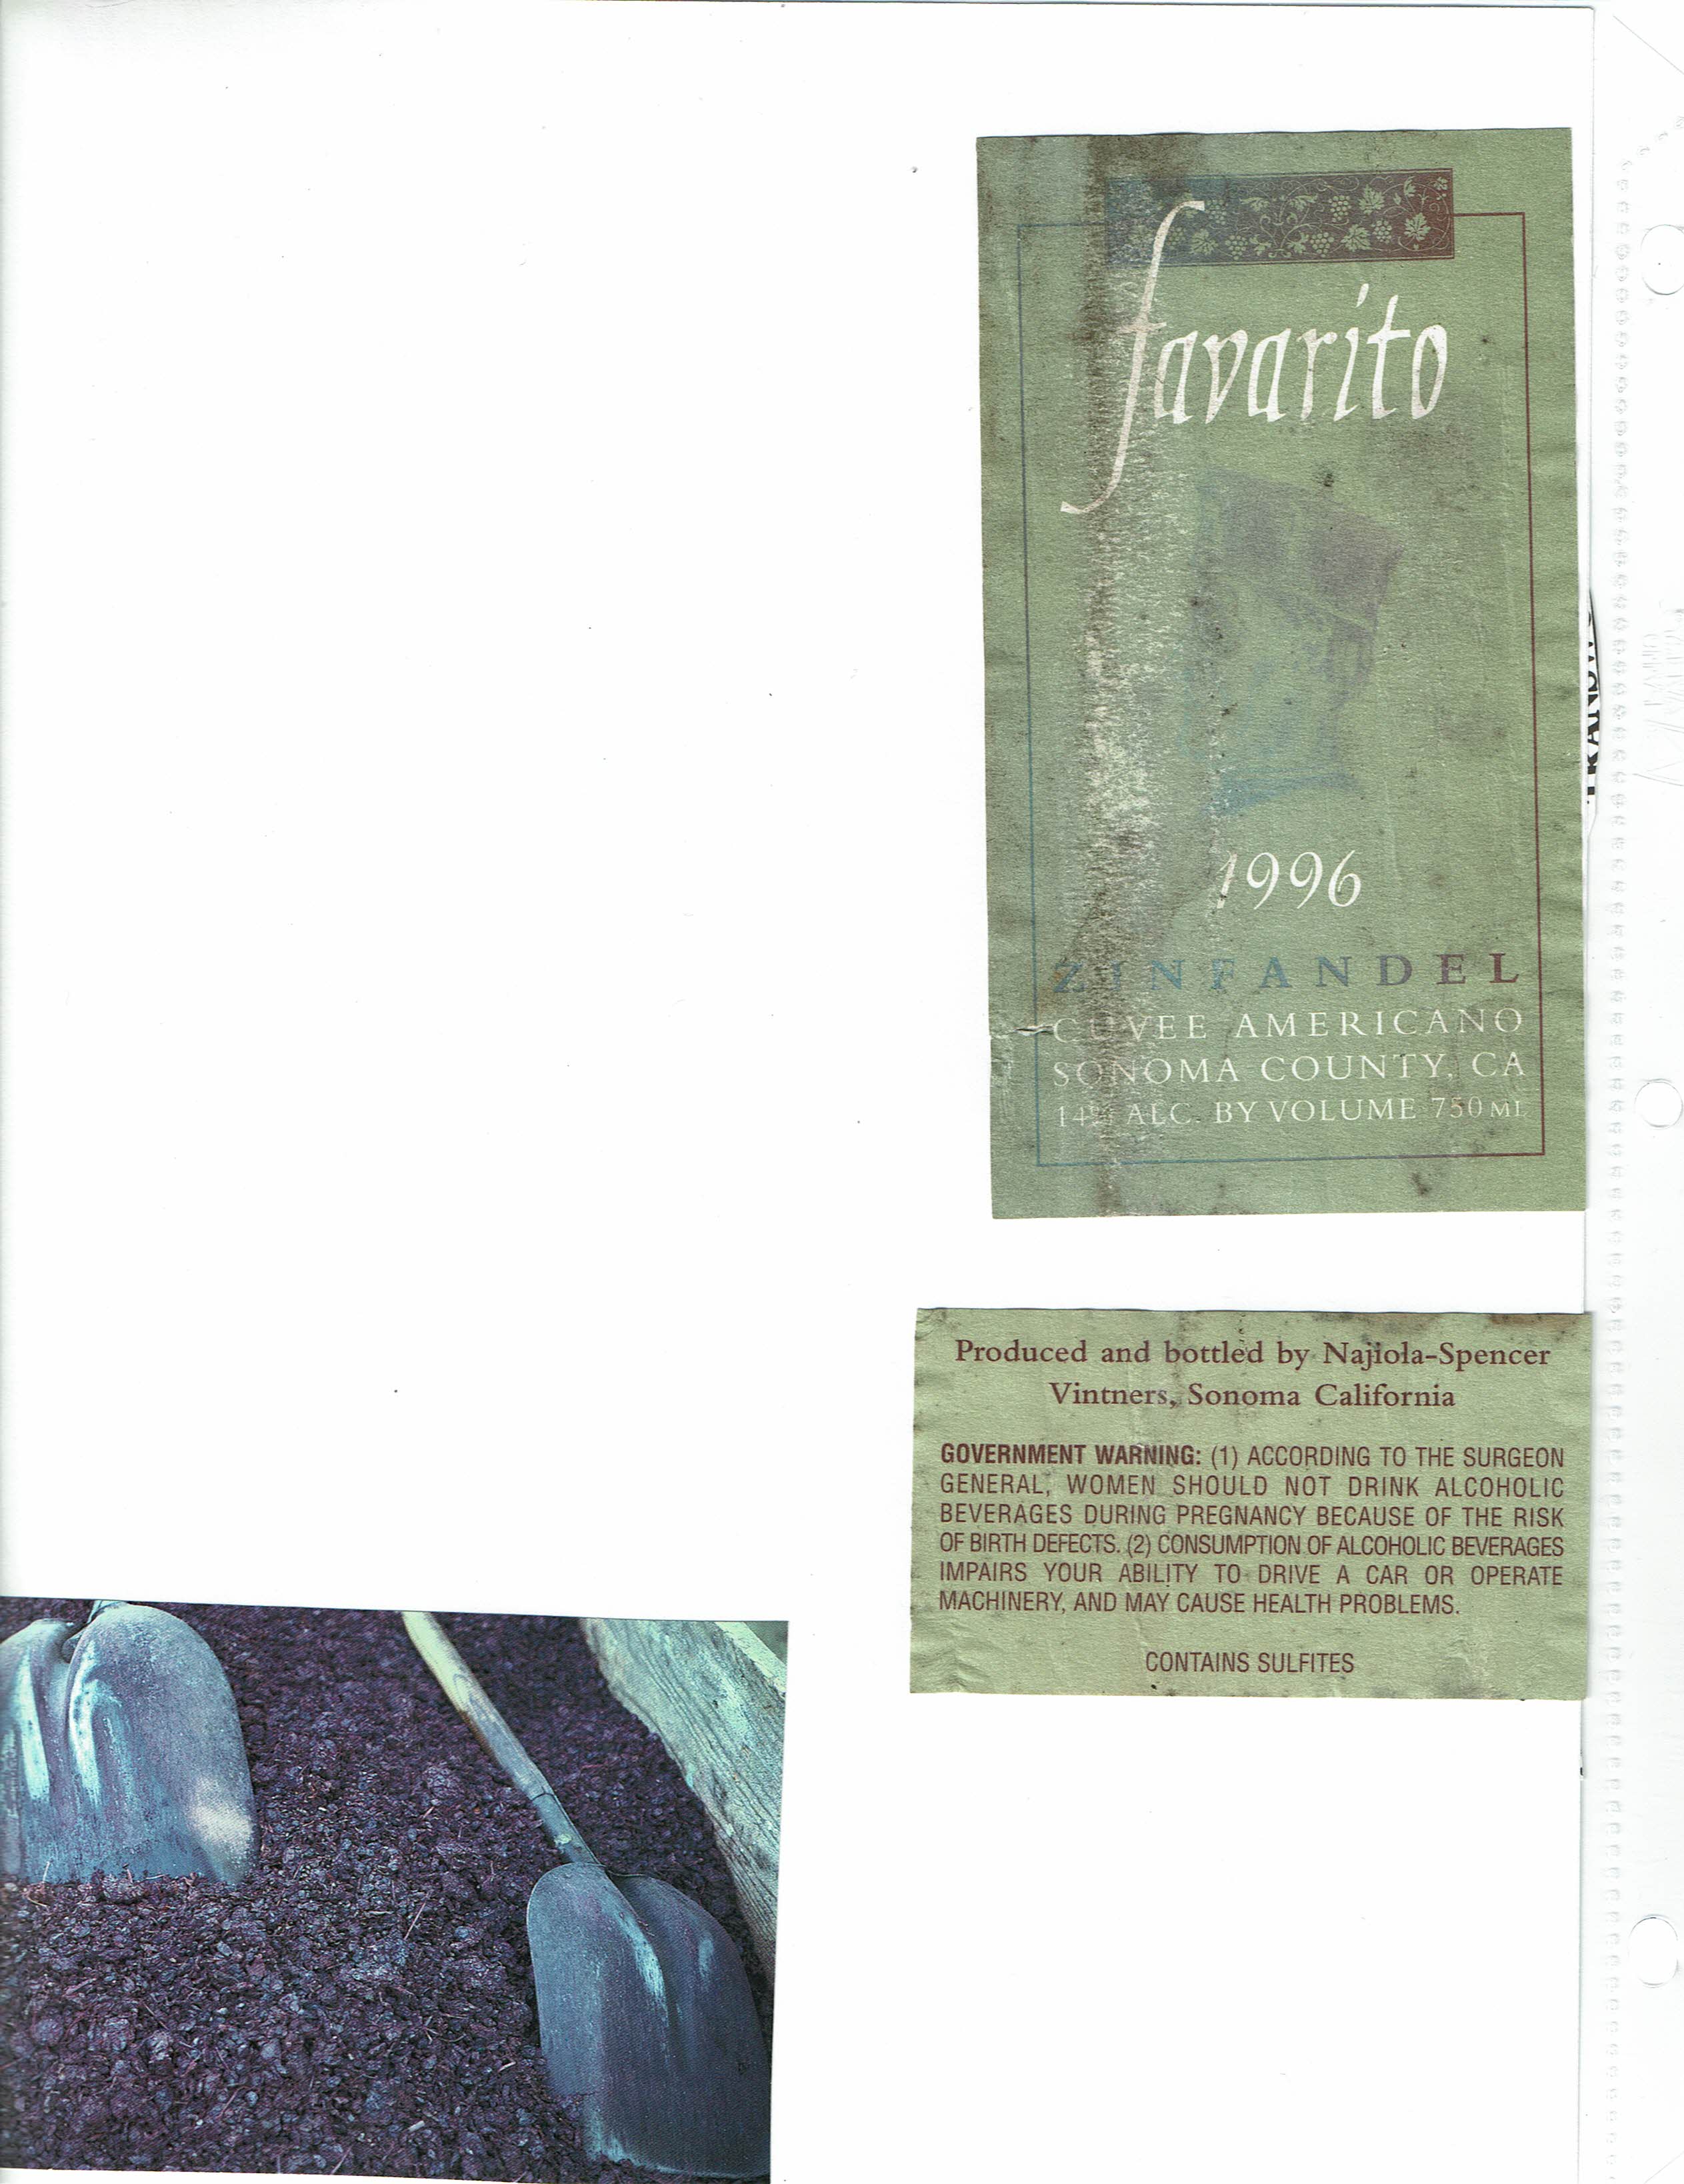 favarito
1996
ZINFANDEL
CUVEE AMERICANO
SONOMA COUNTY, CA
14% ALC. BY VOLUME 750 ML
Produced and bottled by Najiola-Spencer
Vintners, Sonoma California
GOVERNMENT WARNING: (1) ACCORDING TO THE SURGEON
GENERAL, WOMEN SHOULD NOT DRINK ALCOHOLIC
BEVERAGES DURING PREGNANCY BECAUSE OF THE RISK
OF BIRTH DEFECTS. (2) CONSUMPTION OF ALCOHOLIC BEVERAGES
IMPAIRS YOUR ABILITY TO DRIVE A CAR OR OPERATE
MACHINERY, AND MAY CAUSE HEALTH PROBLEMS.
CONTAINS SULFITES